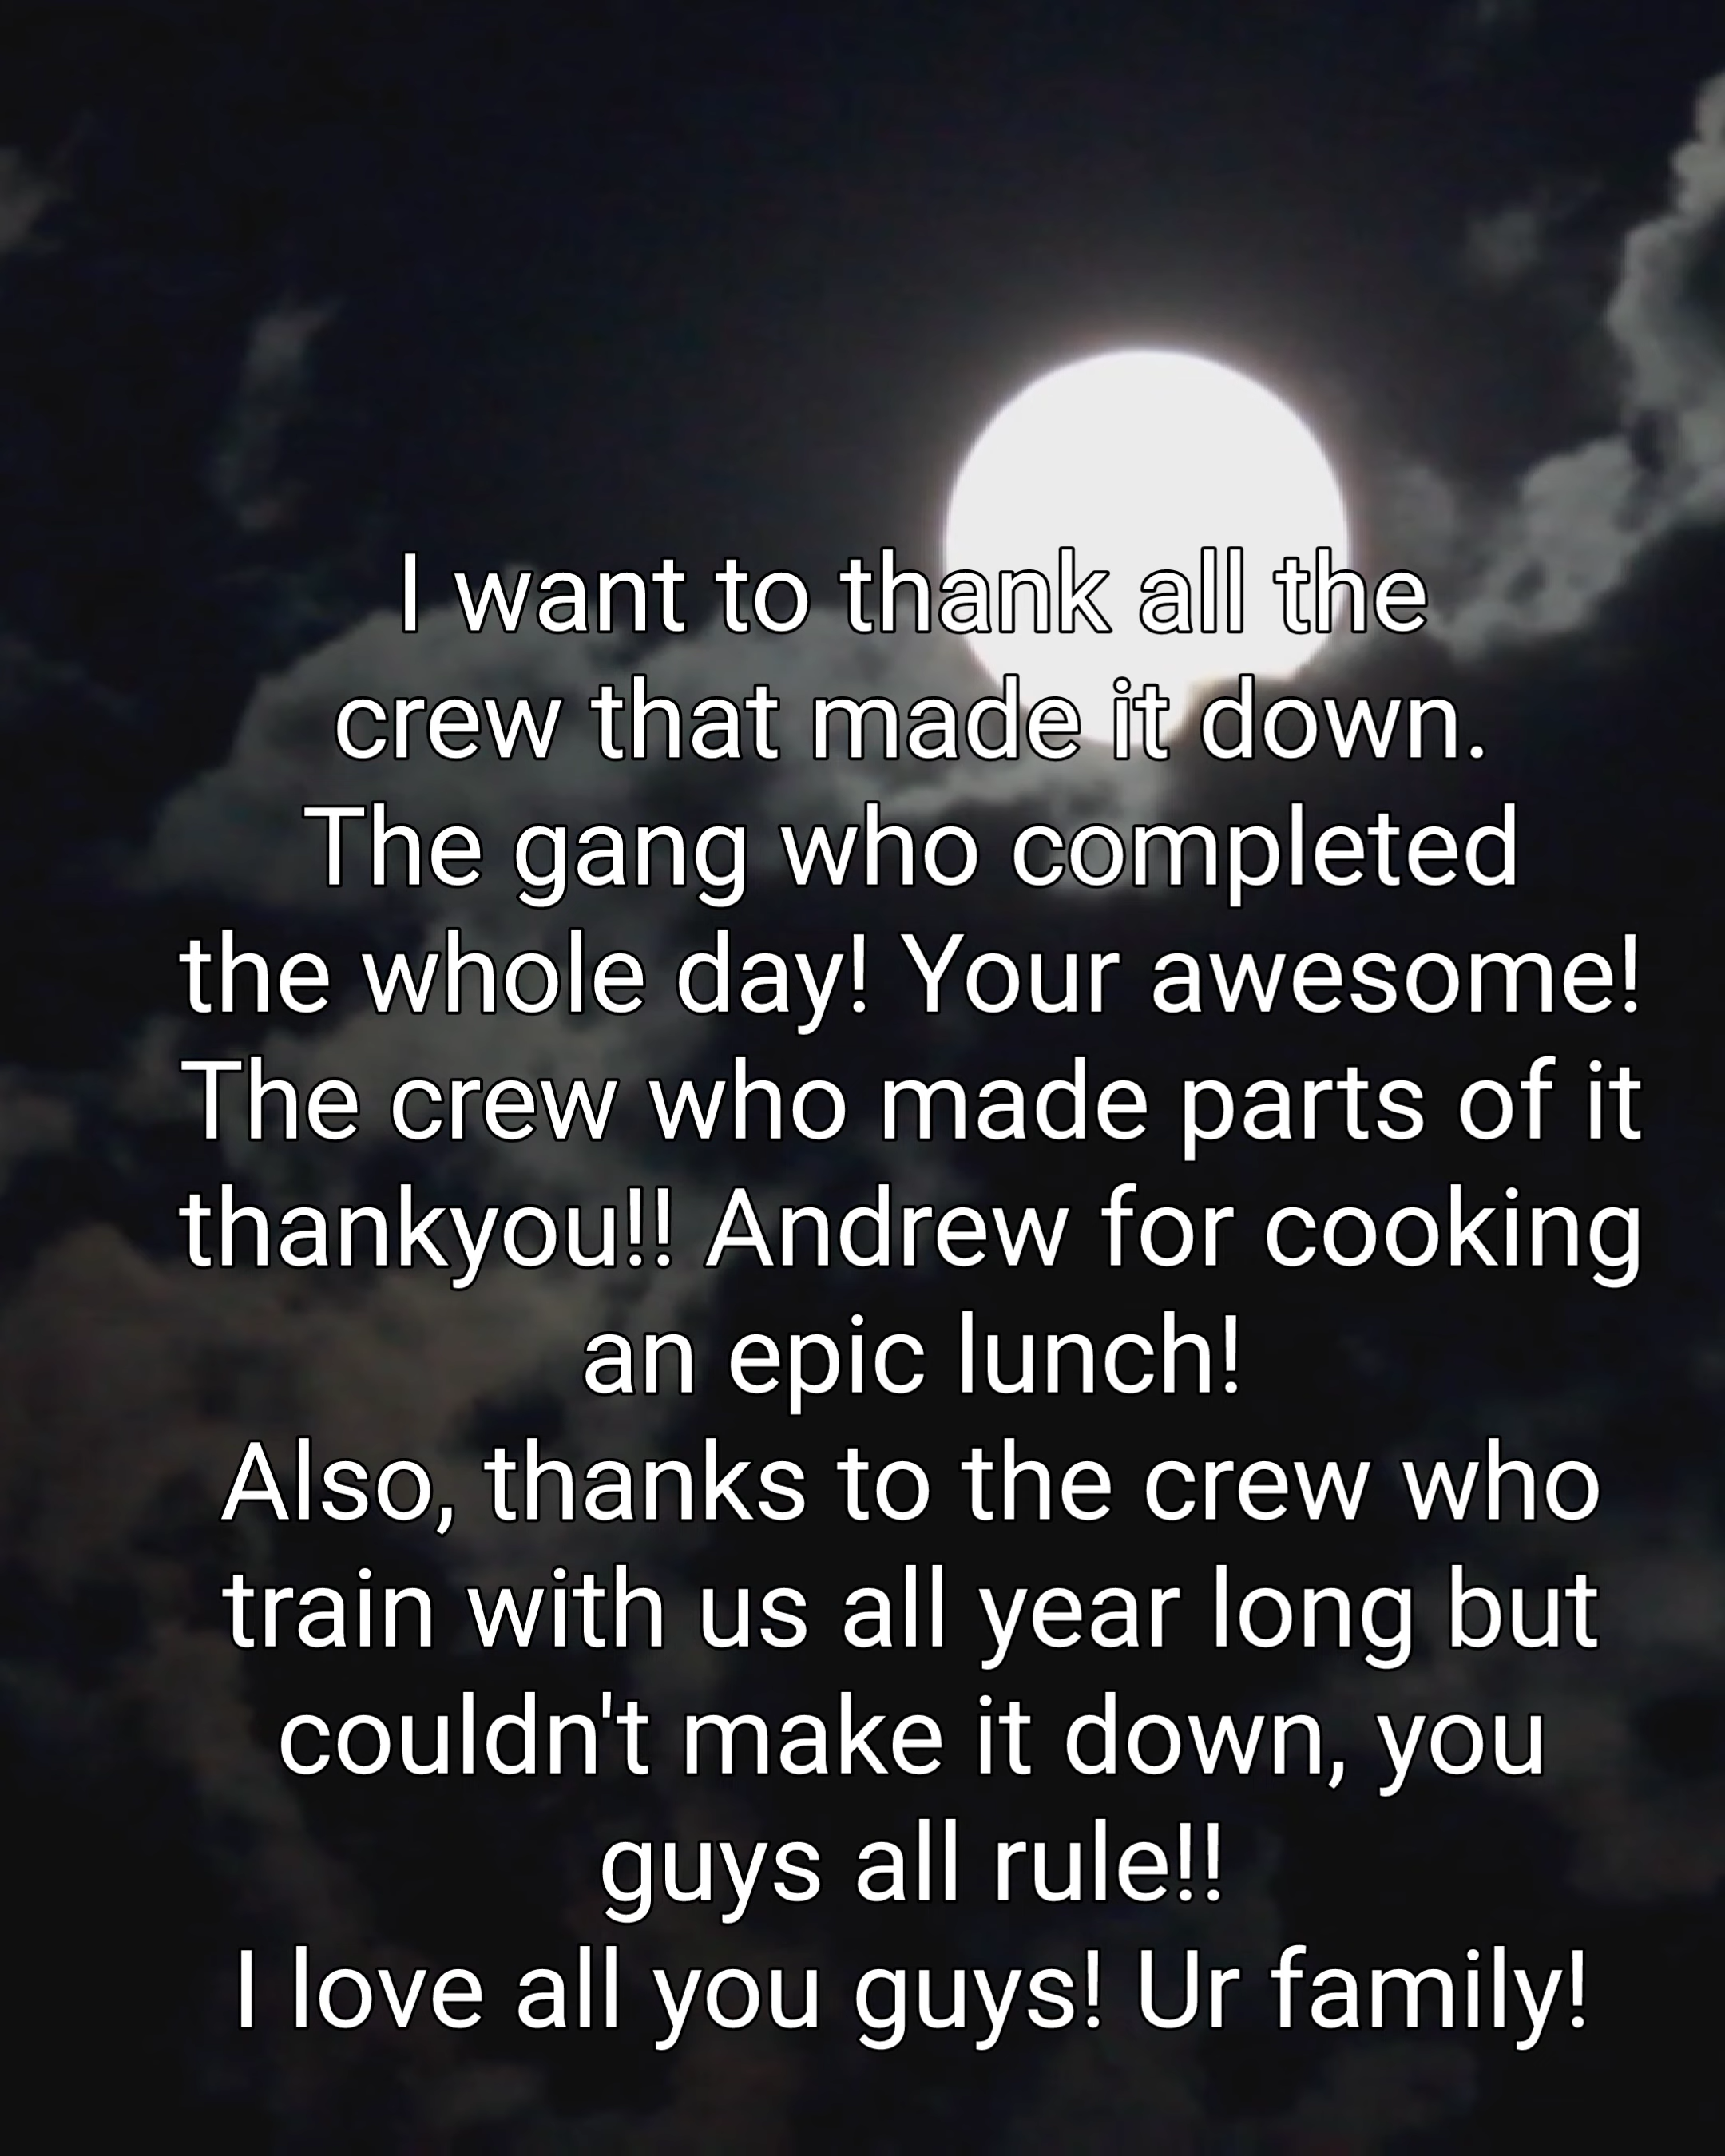 I want to thank all the
crew that made it down.
The gang who completed
the whole day! Your awesome!
The crew who made parts of it
thankyou!! Andrew for cooking
an epic lunch!
Also, thanks to the crew who
train with us all year long but
couldn't make it down, you
guys all rule!!
I love all you guys! Ur family!